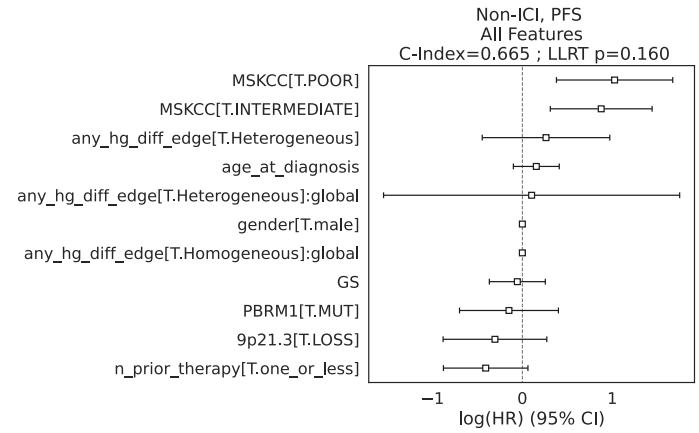 Non-ICI, PFS
All Features
C-Index=0.665 ; LLRT p=0.160
MSKCC[T.POOR]
MSKCC[T.INTERMEDIATE]
any_hg_diff_edge[T.Heterogeneous]
age_at_diagnosis
any_hg_diff_edge[T.Heterogeneous]:global
gender[T.male]
any_hg_diff_edge[T.Homogeneous]:global
GS
PBRM1[T.MUT]
9p21.3[T.LOSS]
n_prior_therapy[T.one_or_less]
−1 0 1
log(HR) (95% CI)